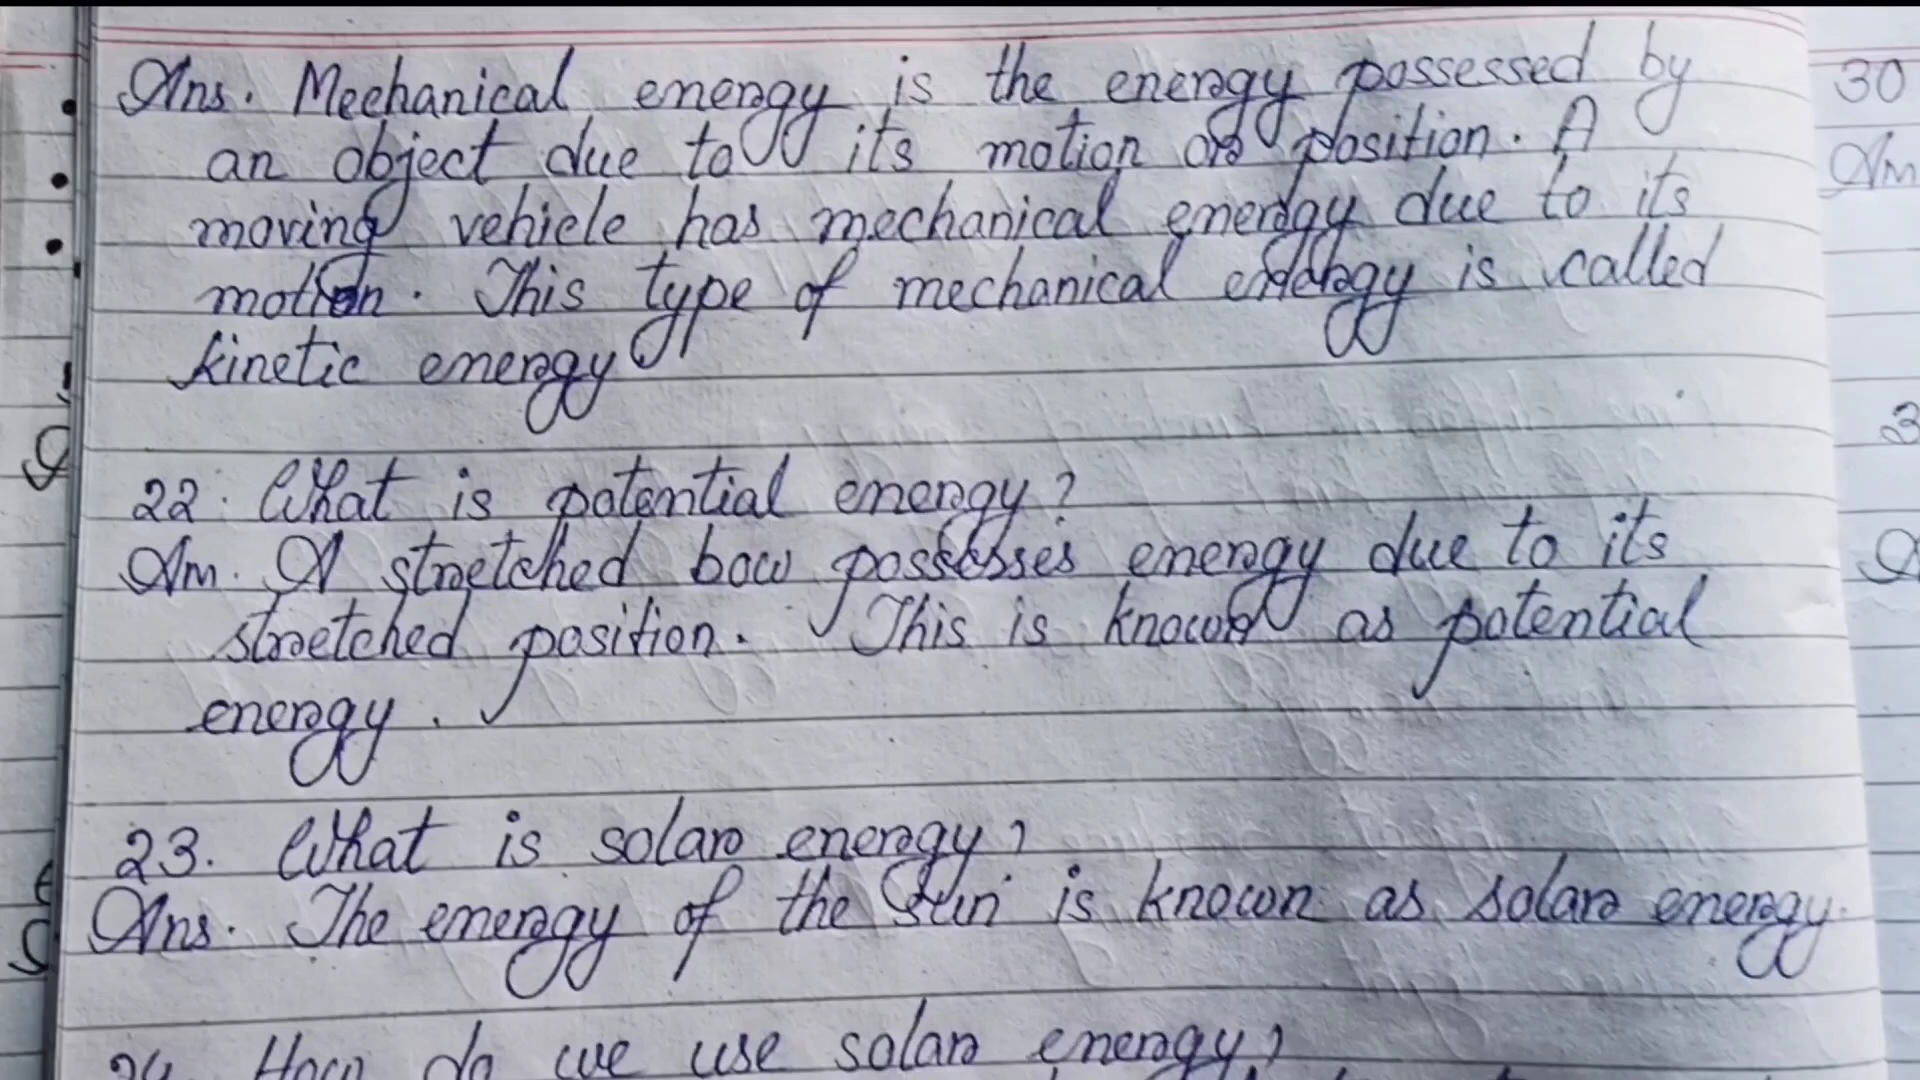 Ans. Mechanical energy is the energy possessed by
an object due to its motion or position. A
moving vehicle has mechanical energy due to its
motion. This type of mechanical energy is called
kinetic energy
22. What is potential energy?
Ans. A stretched bow possesses energy due to its
stretched position. This is known as potential
energy.
23. What is solar energy?
Ans. The energy of the Sun is known as solar energy.
24. How do we use solar energy?
30
Ans
3